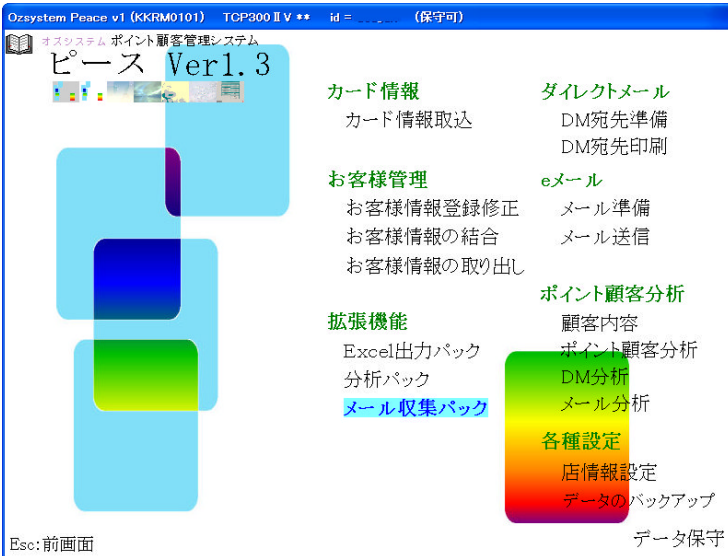 Ozsystem Peace v1 (KKRM0101) TCP300ⅡV ** id = (保守可)
オズシステム ポイント顧客管理システム
ピース Ver1.3
カード情報
カード情報取込
お客様管理
お客様情報登録修正
お客様情報の結合
お客様情報の取り出し
拡張機能
Excel出力パック
分析パック
メール収集パック
ダイレクトメール
DM宛先準備
DM宛先印刷
eメール
メール準備
メール送信
ポイント顧客分析
顧客内容
ポイント顧客分析
DM分析
メール分析
各種設定
店情報設定
データのバックアップ
データ保守
Esc:前画面